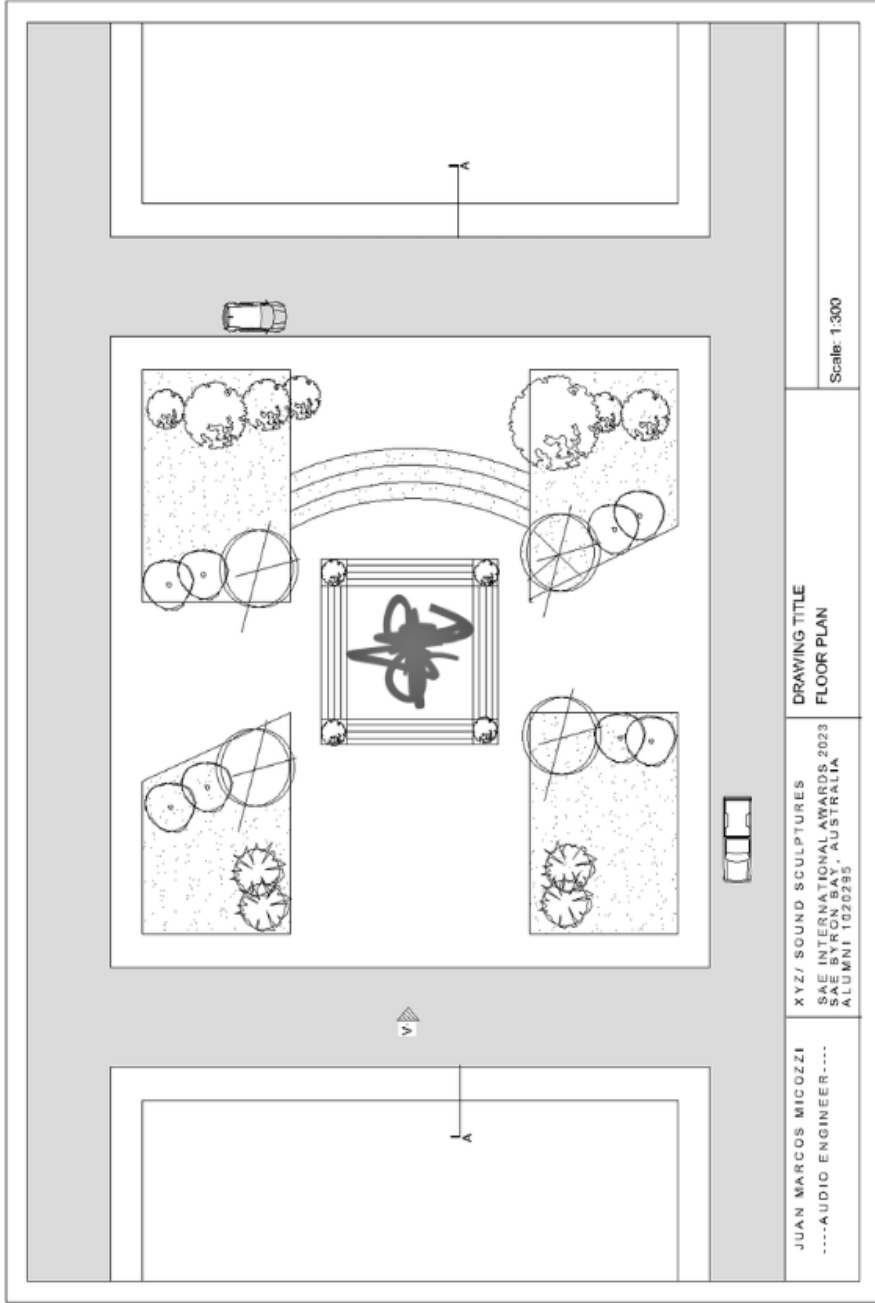 A
V
A
JUAN MARCOS MICOZZI
----AUDIO ENGINEER----
XYZ/ SOUND SCULPTURES
SAE INTERNATIONAL AWARDS 2023
SAE BYRON BAY, AUSTRALIA
ALUMNI 1020295
DRAWING TITLE
FLOOR PLAN
Scale: 1:300